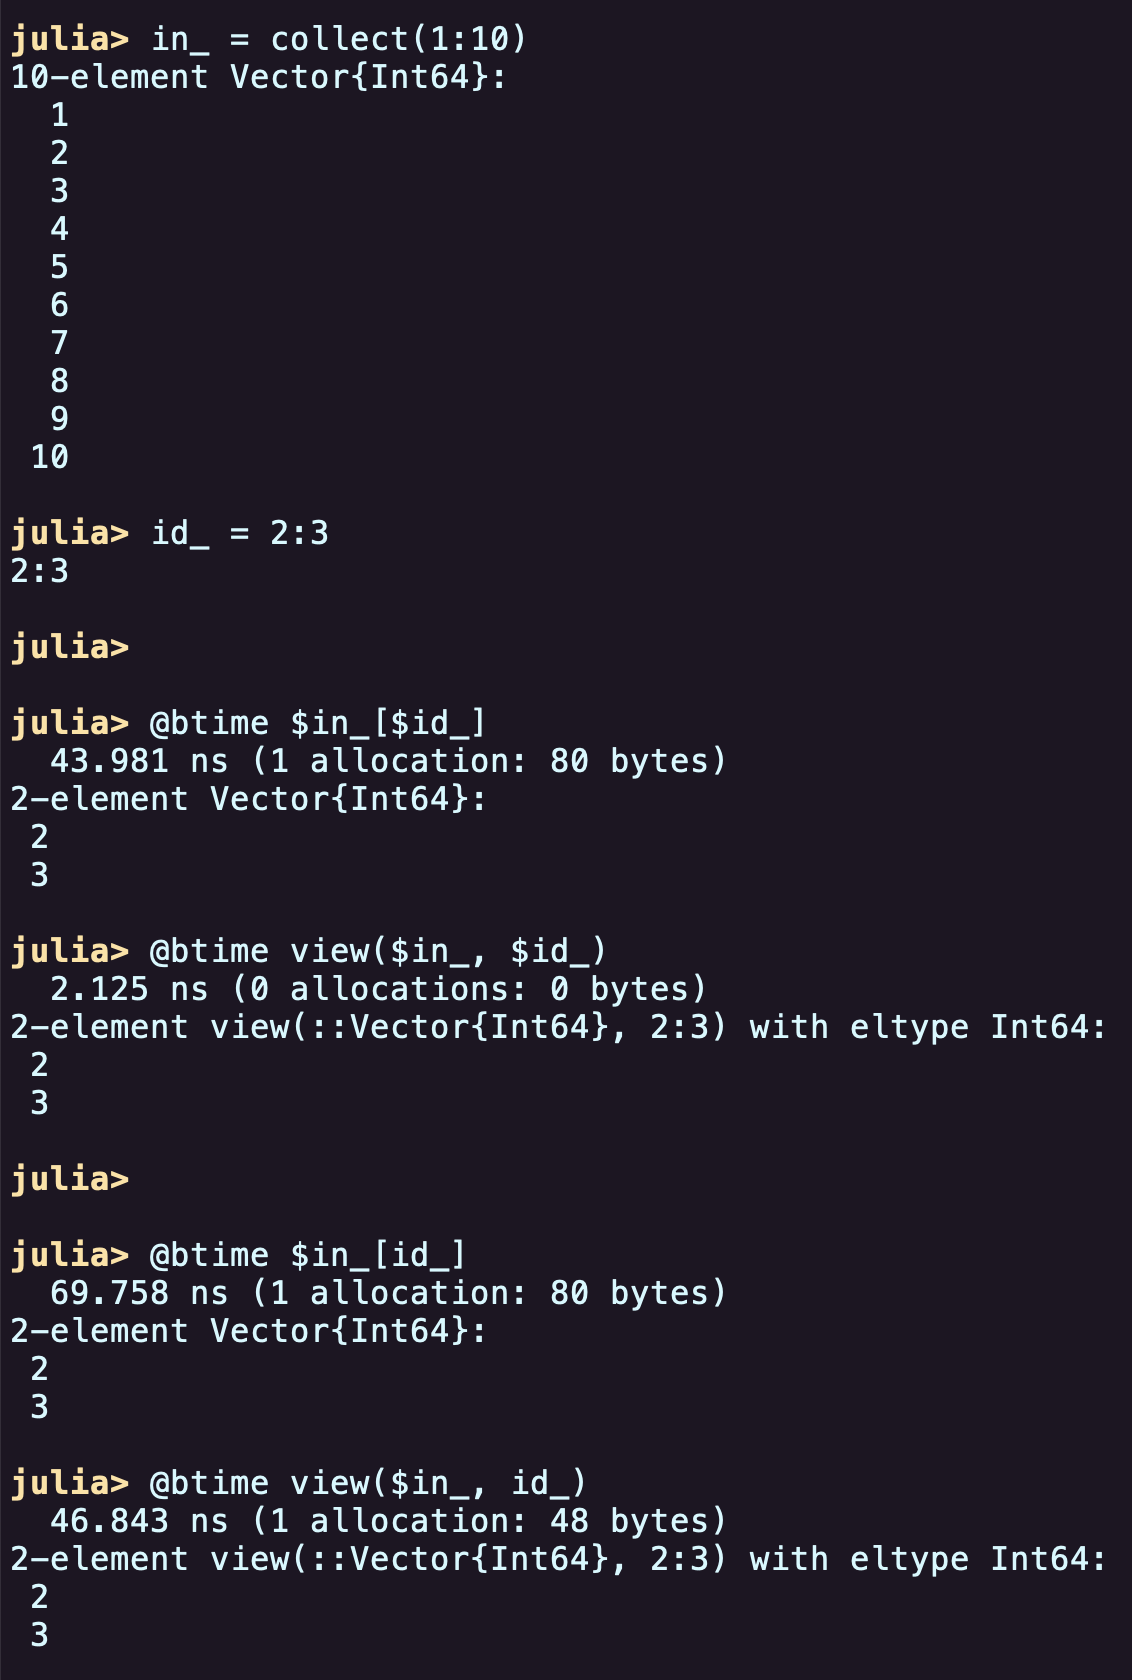 julia> in_ = collect(1:10)
10-element Vector{Int64}:
  1
  2
  3
  4
  5
  6
  7
  8
  9
 10
julia> id_ = 2:3
2:3
julia>
julia> @btime $in_[$id_]
  43.981 ns (1 allocation: 80 bytes)
2-element Vector{Int64}:
 2
 3
julia> @btime view($in_, $id_)
  2.125 ns (0 allocations: 0 bytes)
2-element view(::Vector{Int64}, 2:3) with eltype Int64:
 2
 3
julia>
julia> @btime $in_[id_]
  69.758 ns (1 allocation: 80 bytes)
2-element Vector{Int64}:
 2
 3
julia> @btime view($in_, id_)
  46.843 ns (1 allocation: 48 bytes)
2-element view(::Vector{Int64}, 2:3) with eltype Int64:
 2
 3